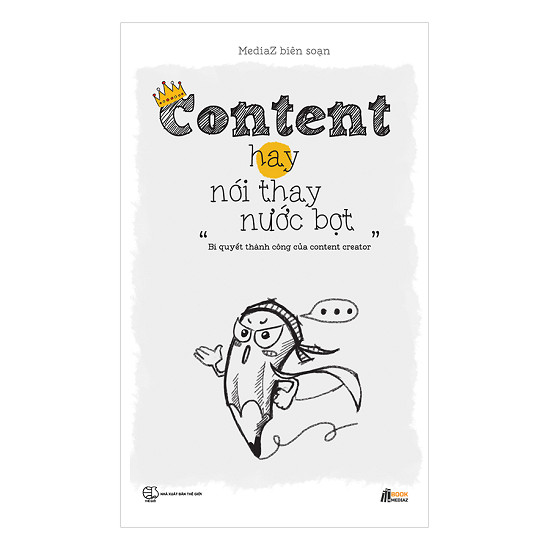 MediaZ biên soạn
Content
hay
nói thay
nước bọt
“ Bí quyết thành công của content creator ”
...
NHÀ XUẤT BẢN THẾ GIỚI
BOOK
MEDIAZ